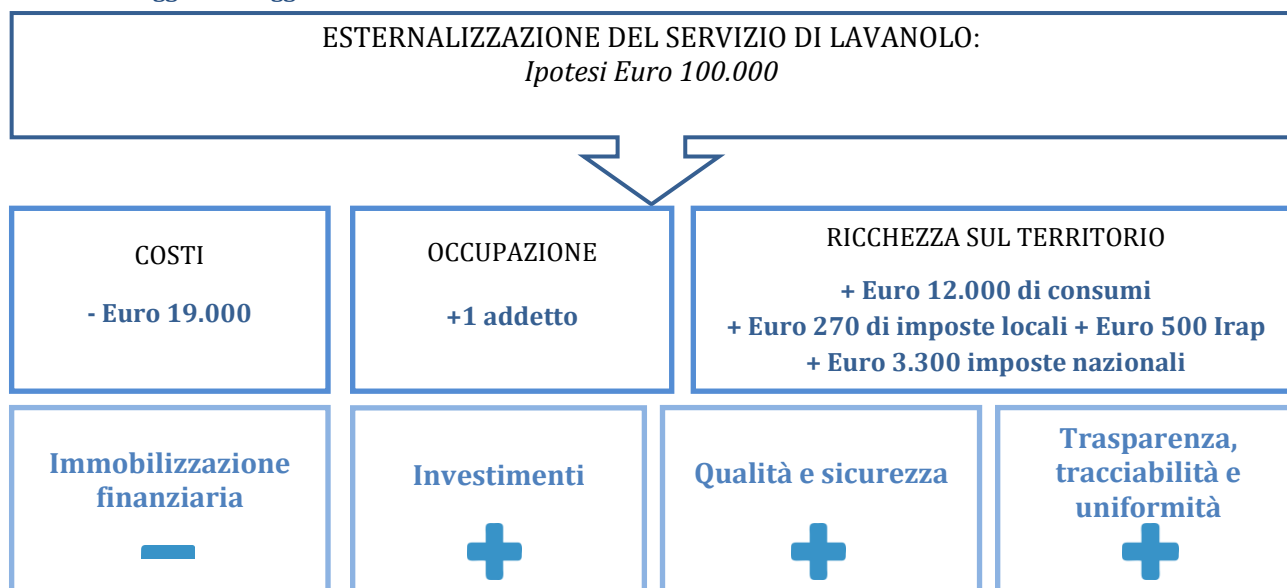 ESTERNALIZZAZIONE DEL SERVIZIO DI LAVANOLO:
Ipotesi Euro 100.000
COSTI
- Euro 19.000
OCCUPAZIONE
+1 addetto
RICCHEZZA SUL TERRITORIO
+ Euro 12.000 di consumi
+ Euro 270 di imposte locali + Euro 500 Irap
+ Euro 3.300 imposte nazionali
Immobilizzazione
finanziaria
Investimenti
Qualità e sicurezza
Trasparenza,
tracciabilità e
uniformità